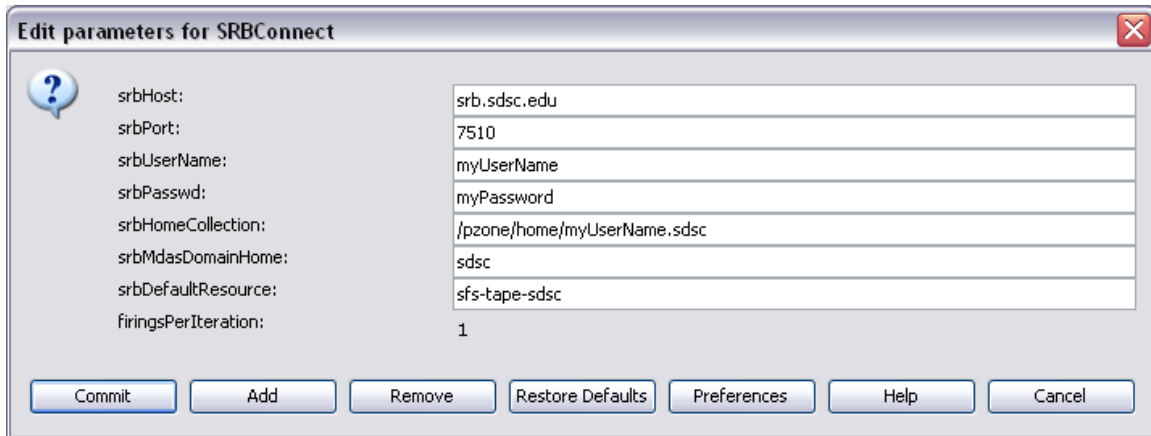 Edit parameters for SRBConnect
srbHost: srb.sdsc.edu
srbPort: 7510
srbUserName: myUserName
srbPasswd: myPassword
srbHomeCollection: /pzone/home/myUserName.sdsc
srbMdasDomainHome: sdsc
srbDefaultResource: sfs-tape-sdsc
firingsPerIteration: 1
Commit Add Remove Restore Defaults Preferences Help Cancel